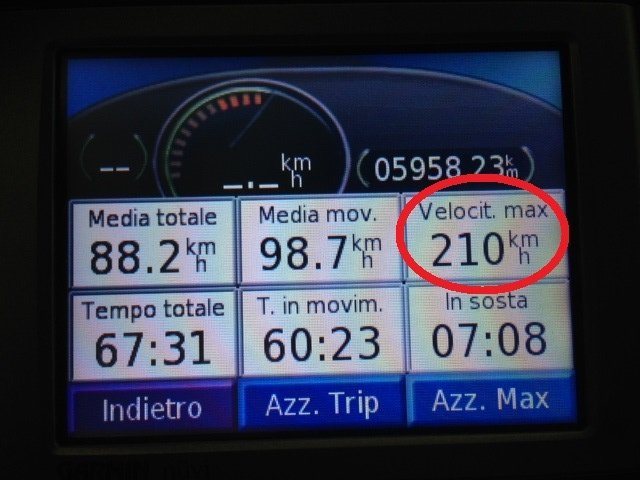 --
_._ km/h
05958.23 km
Media totale
88.2 km/h
Media mov.
98.7 km/h
Velocit. max
210 km/h
Tempo totale
67:31
T. in movim.
60:23
In sosta
07:08
Indietro
Azz. Trip
Azz. Max
GARMIN